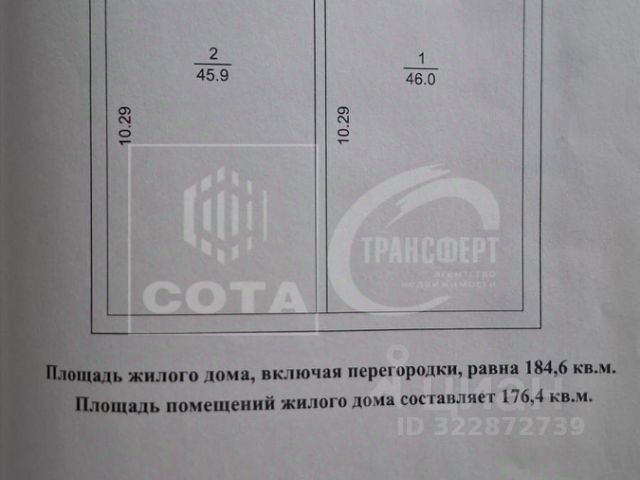 2
45.9
1
46.0
10.29
10.29
СОТА
ТРАНСФЕРТ
агентство
недвижимости
Площадь жилого дома, включая перегородки, равна 184,6 кв.м.
Площадь помещений жилого дома составляет 176,4 кв.м.
циан
ID 322872739